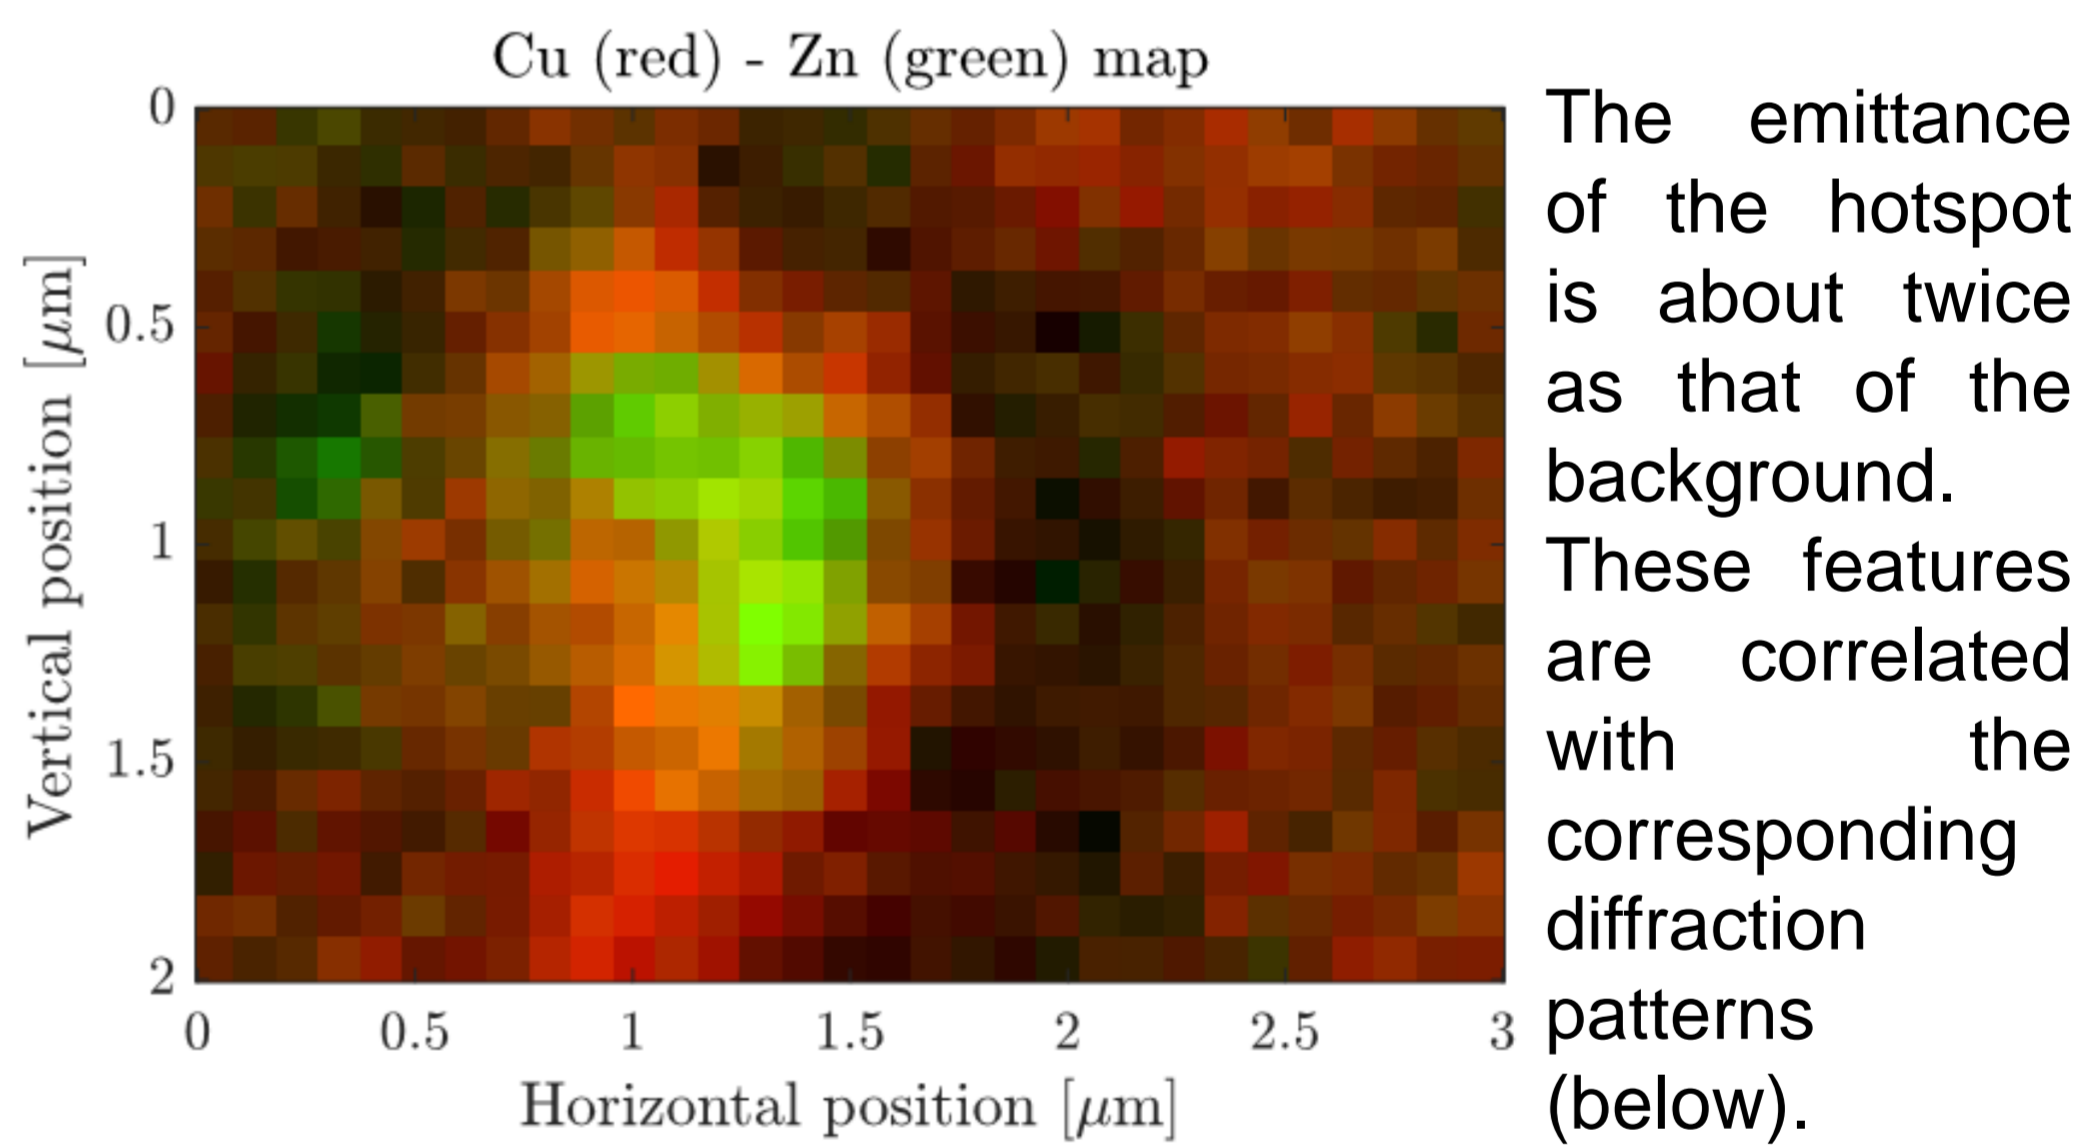 Cu (red) - Zn (green) map
0
0.5
1
1.5
2
Vertical position [μm]
0
0.5
1
1.5
2
2.5
3
Horizontal position [μm]
The emittance
of the hotspot
is about twice
as that of the
background.
These features
are correlated
with the
corresponding
diffraction
patterns
(below).